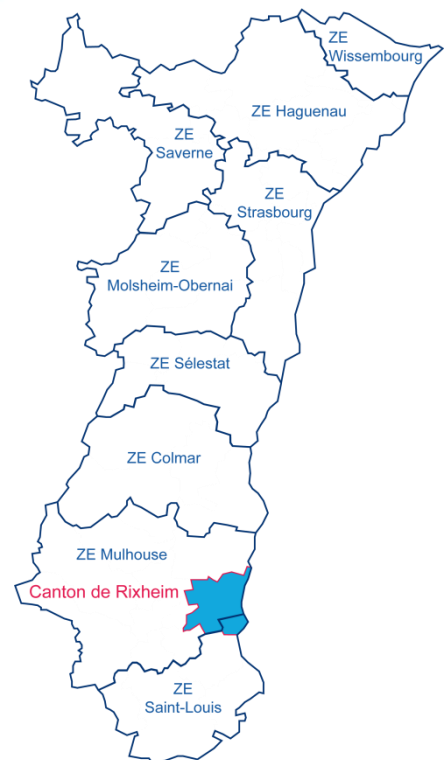 ZE
Wissembourg
ZE Haguenau
ZE
Saverne
ZE
Strasbourg
ZE
Molsheim-Obernai
ZE Sélestat
ZE Colmar
ZE Mulhouse
Canton de Rixheim
ZE
Saint-Louis